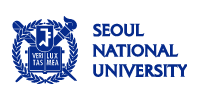 VERI LUX
TAS MEA
SEOUL
NATIONAL
UNIVERSITY